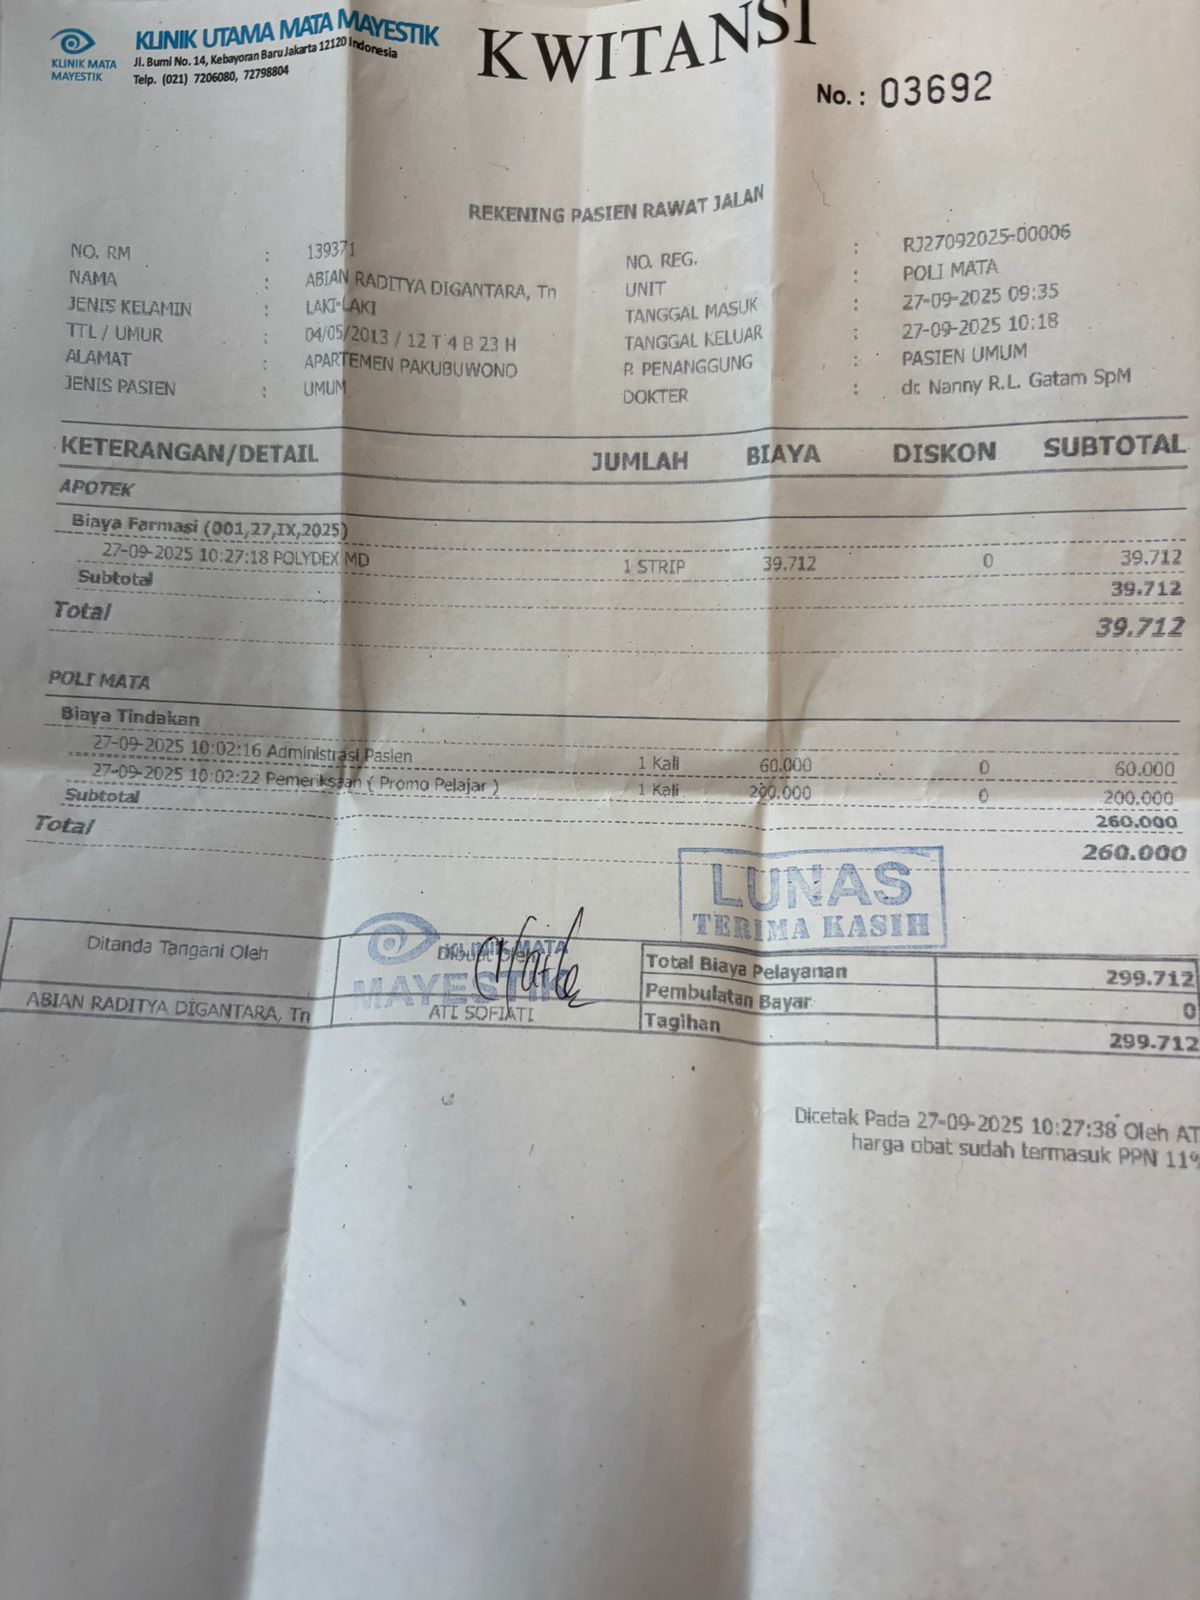 KLINIK MATA
MAYESTIK
KLINIK UTAMA MATA MAYESTIK
Jl. Bumi No. 14, Kebayoran Baru Jakarta 12120 Indonesia
Telp. (021) 7206080, 72798804
KWITANSI
No. : 03692
REKENING PASIEN RAWAT JALAN
NO. RM : 139371
NAMA : ABIAN RADITYA DIGANTARA, Tn
JENIS KELAMIN : LAKI-LAKI
TTL / UMUR : 04/05/2013 / 12 T 4 B 23 H
ALAMAT : APARTEMEN PAKUBUWONO
JENIS PASIEN : UMUM
NO. REG. : RJ27092025-00006
UNIT : POLI MATA
TANGGAL MASUK : 27-09-2025 09:35
TANGGAL KELUAR : 27-09-2025 10:18
P. PENANGGUNG : PASIEN UMUM
DOKTER : dr. Nanny R.L. Gatam SpM
KETERANGAN/DETAIL JUMLAH BIAYA DISKON SUBTOTAL
APOTEK
Biaya Farmasi (001,27,IX,2025)
27-09-2025 10:27:18 POLYDEX MD 1 STRIP 39.712 0 39.712
Subtotal 39.712
Total 39.712
POLI MATA
Biaya Tindakan
27-09-2025 10:02:16 Administrasi Pasien 1 Kali 60.000 0 60.000
27-09-2025 10:02:22 Pemeriksaan ( Promo Pelajar ) 1 Kali 200.000 0 200.000
Subtotal 260.000
Total 260.000
LUNAS
TERIMA KASIH
Ditanda Tangani Oleh
ABIAN RADITYA DIGANTARA, Tn
Dibuat Oleh
KLINIK MATA
MAYESTIK
ATI SOFIATI
Total Biaya Pelayanan 299.712
Pembulatan Bayar 0
Tagihan 299.712
Dicetak Pada 27-09-2025 10:27:38 Oleh AT
harga obat sudah termasuk PPN 11%